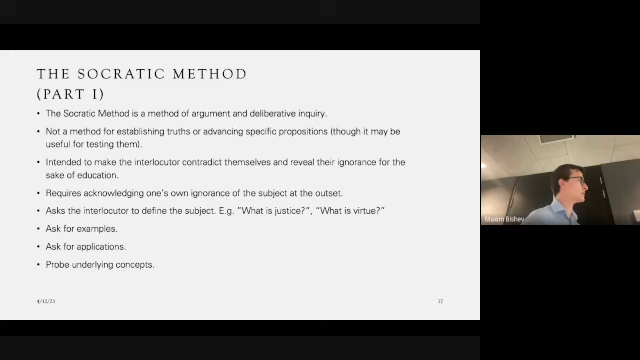 THE SOCRATIC METHOD
(PART I)
• The Socratic Method is a method of argument and deliberative inquiry.
• Not a method for establishing truths or advancing specific propositions (though it may be
useful for testing them).
• Intended to make the interlocutor contradict themselves and reveal their ignorance for the
sake of education.
• Requires acknowledging one's own ignorance of the subject at the outset.
• Asks the interlocutor to define the subject. E.g. "What is justice?", "What is virtue?"
• Ask for examples.
• Ask for applications.
• Probe underlying concepts.
4/12/23
17
Maxim Bishev